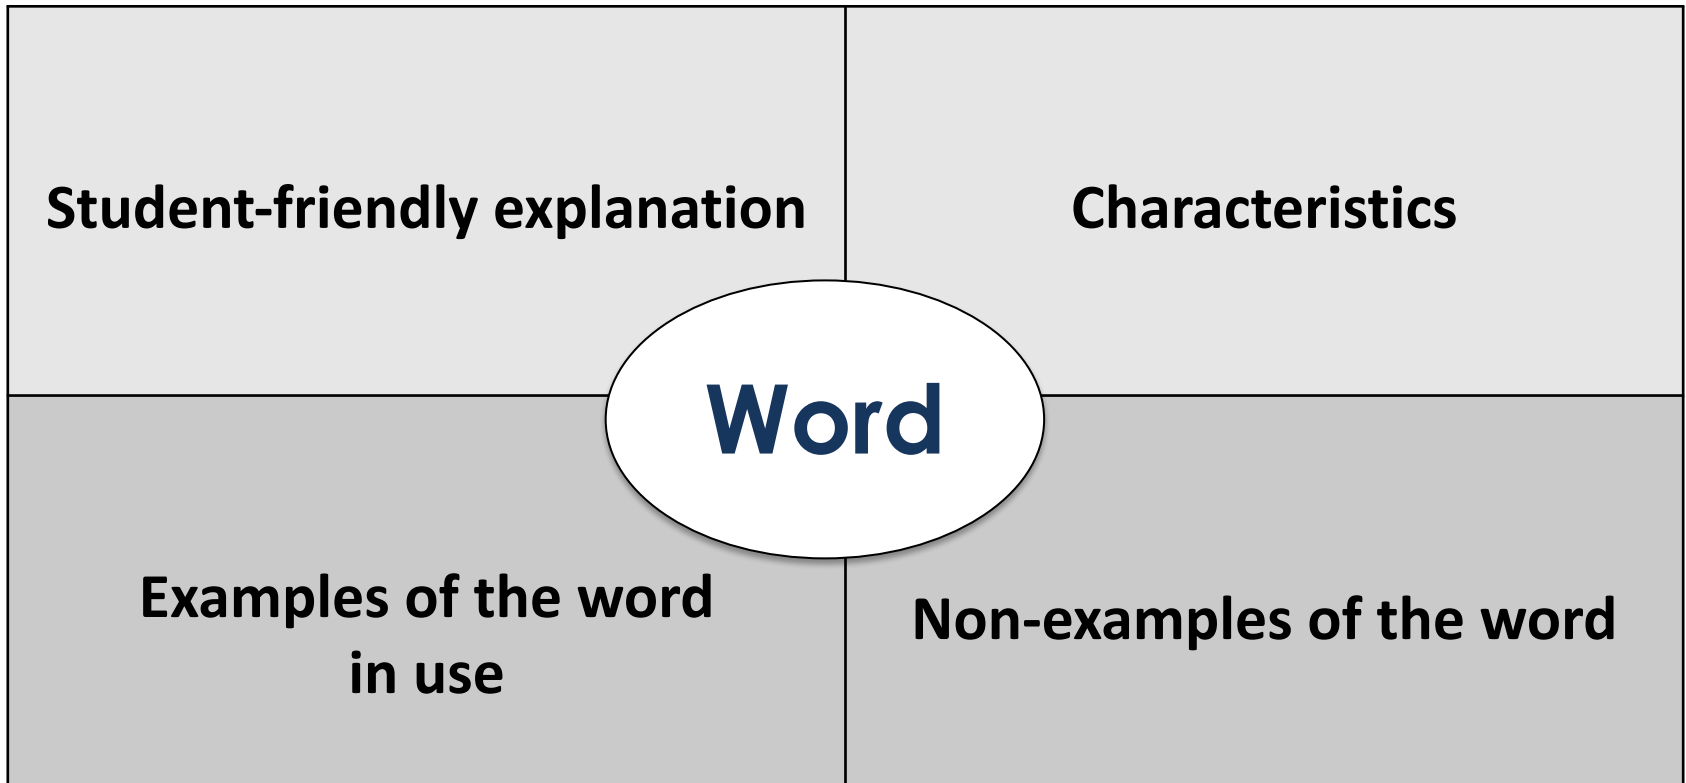 Student-friendly explanation
Characteristics
Word
Examples of the word
in use
Non-examples of the word